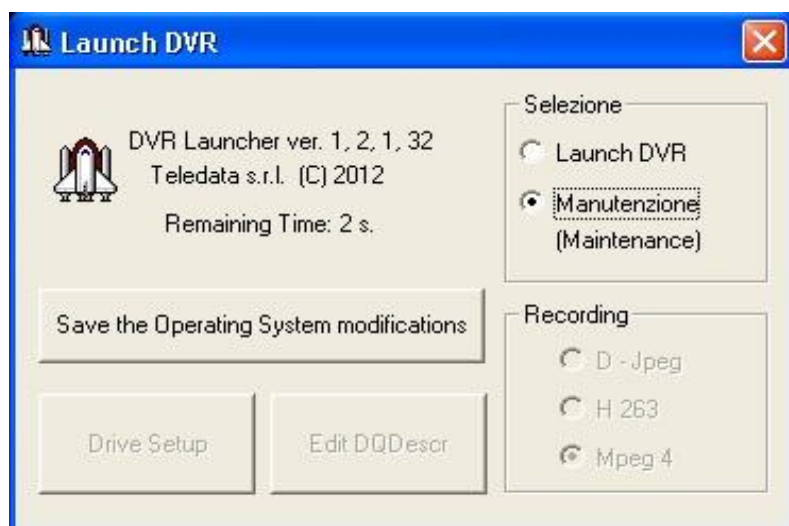 Launch DVR
DVR Launcher ver. 1, 2, 1, 32
Teledata s.r.l. (C) 2012
Remaining Time: 2 s.
Save the Operating System modifications
Drive Setup
Edit DQDescr
Selezione
Launch DVR
Manutenzione
(Maintenance)
Recording
D - Jpeg
H 263
Mpeg 4